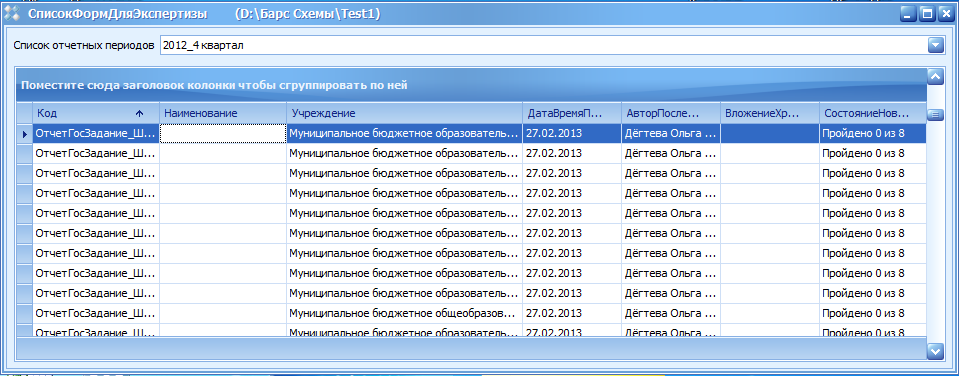 СписокФормДляЭкспертизы (D:\Барс Схемы\Test1)
Список отчетных периодов 2012_4 квартал
Поместите сюда заголовок колонки чтобы сгруппировать по ней
Код Наименование Учреждение ДатаВремяП... АвторПосле... ВложениеХр... СостояниеНов...
ОтчетГосЗадание_Ш... Муниципальное бюджетное образователь... 27.02.2013 Дёгтева Ольга ... Пройдено 0 из 8
ОтчетГосЗадание_Ш... Муниципальное бюджетное образователь... 27.02.2013 Дёгтева Ольга ... Пройдено 0 из 8
ОтчетГосЗадание_Ш... Муниципальное бюджетное образователь... 27.02.2013 Дёгтева Ольга ... Пройдено 0 из 8
ОтчетГосЗадание_Ш... Муниципальное бюджетное образователь... 27.02.2013 Дёгтева Ольга ... Пройдено 0 из 8
ОтчетГосЗадание_Ш... Муниципальное бюджетное образователь... 27.02.2013 Дёгтева Ольга ... Пройдено 0 из 8
ОтчетГосЗадание_Ш... Муниципальное бюджетное образователь... 27.02.2013 Дёгтева Ольга ... Пройдено 0 из 8
ОтчетГосЗадание_Ш... Муниципальное бюджетное образователь... 27.02.2013 Дёгтева Ольга ... Пройдено 0 из 8
ОтчетГосЗадание_Ш... Муниципальное бюджетное образователь... 27.02.2013 Дёгтева Ольга ... Пройдено 0 из 8
ОтчетГосЗадание_Ш... Муниципальное бюджетное образователь... 27.02.2013 Дёгтева Ольга ... Пройдено 0 из 8
ОтчетГосЗадание_Ш... Муниципальное бюджетное общеобразов... 27.02.2013 Дёгтева Ольга ... Пройдено 0 из 8
ОтчетГосЗадание_Ш... Муниципальное бюджетное образователь... 27.02.2013 Дёгтева Ольга ... Пройдено 0 из 8